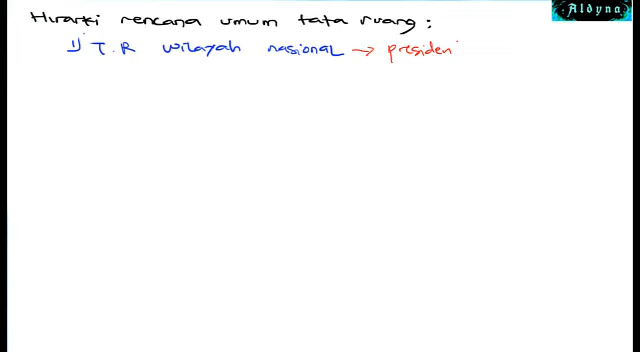 Aldyna
Hirarki rencana umum tata ruang :
1) T.R wilayah nasional → presiden